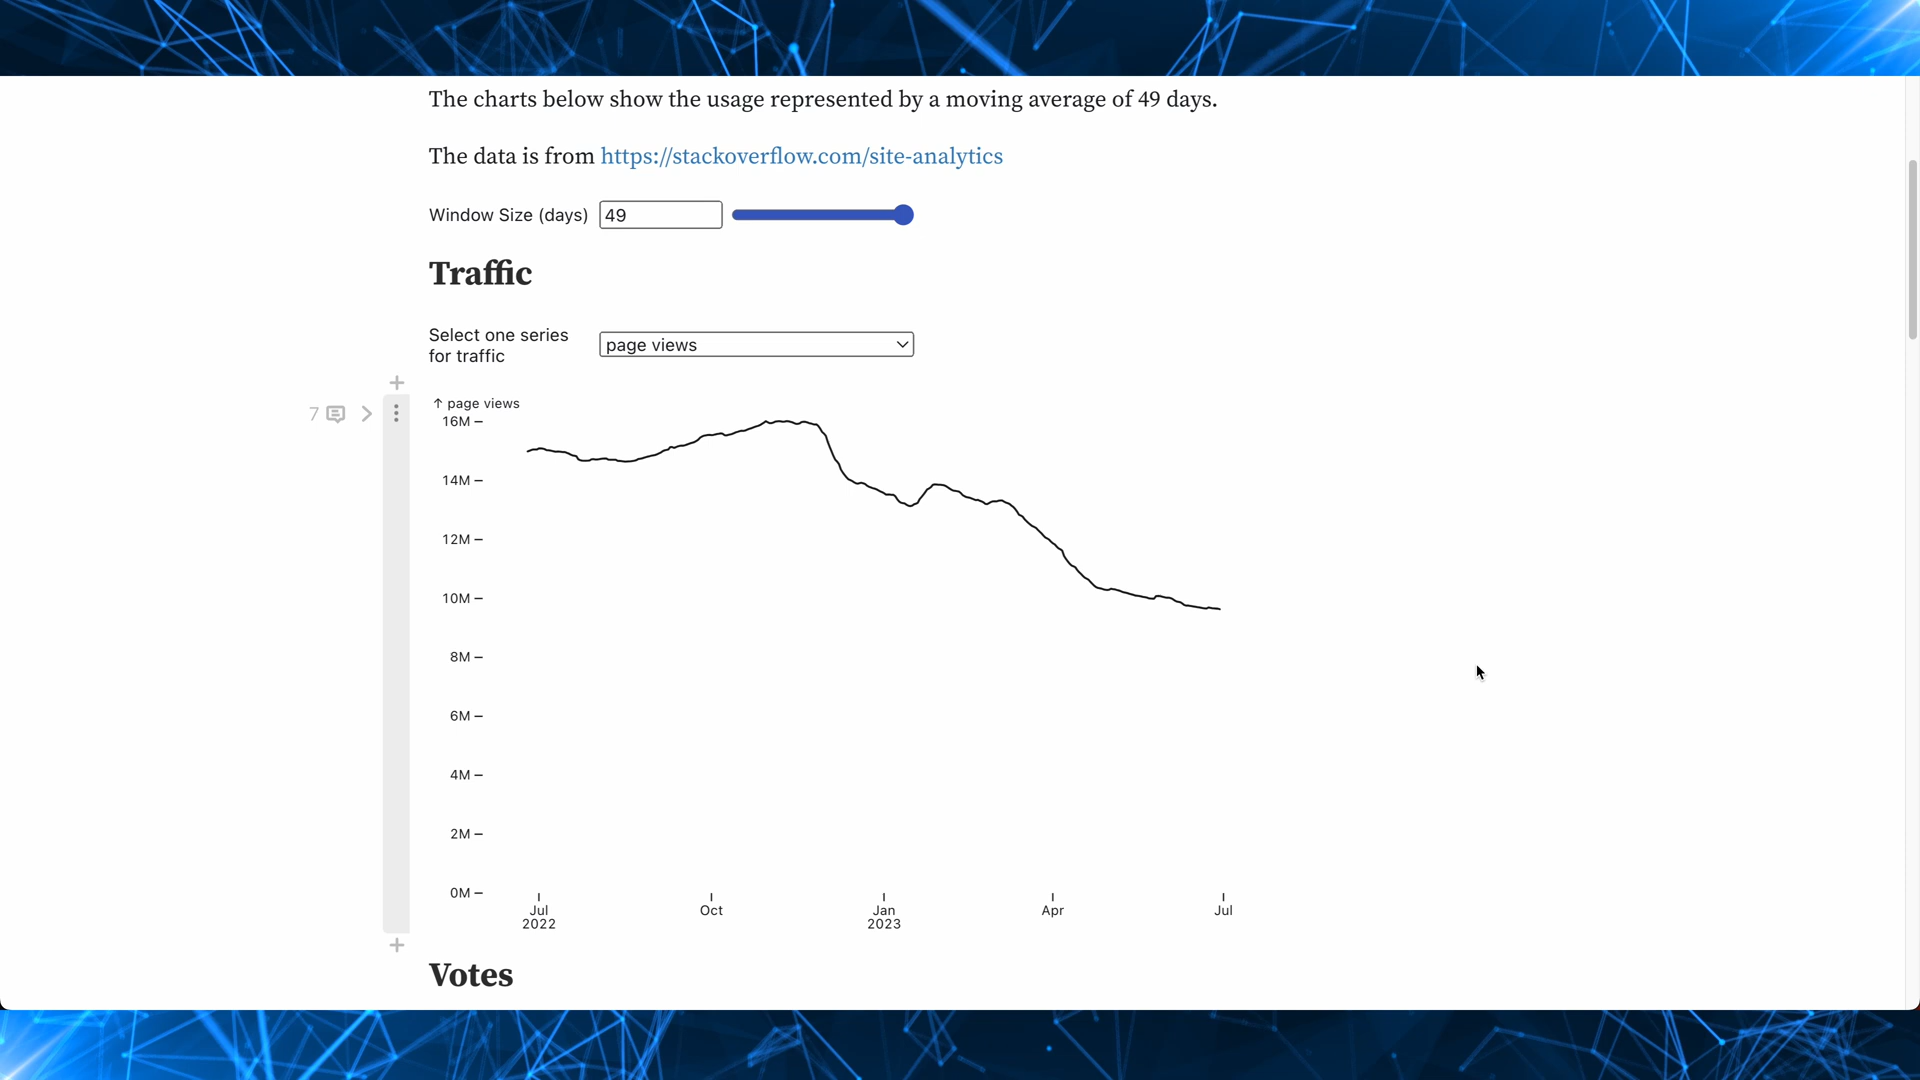 The charts below show the usage represented by a moving average of 49 days.
The data is from https://stackoverflow.com/site-analytics
Window Size (days) 49
Traffic
Select one series
for traffic
page views
7
↑ page views
16M
14M
12M
10M
8M
6M
4M
2M
0M
Jul Oct Jan Apr Jul
2022 2023
Votes